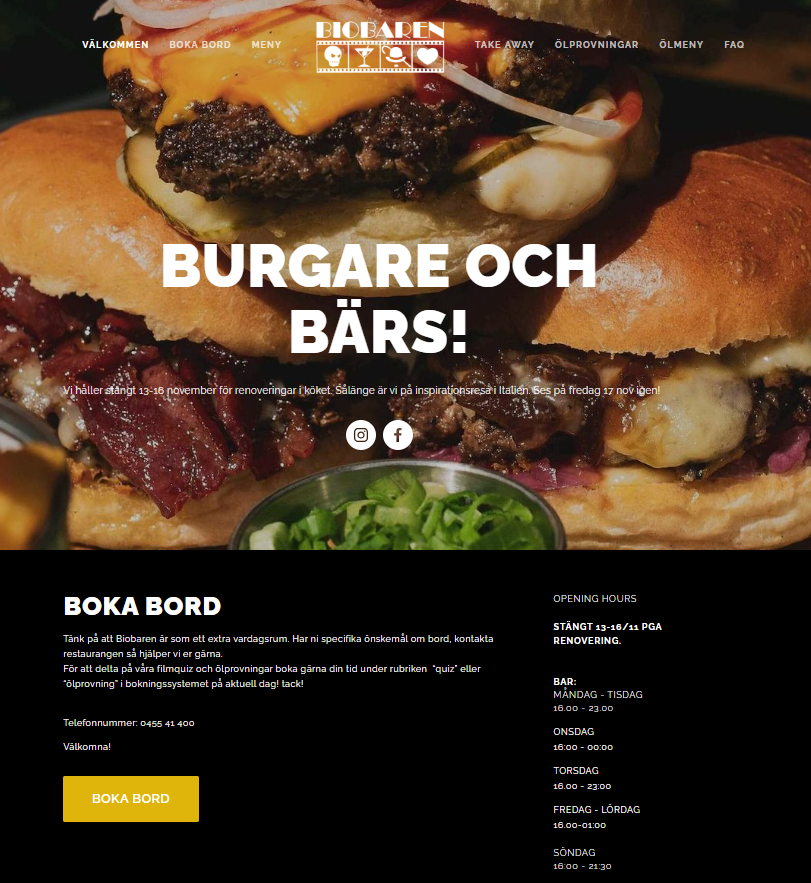 VÄLKOMMEN BOKA BORD MENY BIOBAREN TAKE AWAY ÖLPROVNINGAR ÖLMENY FAQ
BURGARE OCH
BÄRS!
Vi håller stängt 13-16 november för renoveringar i köket. Sålänge är vi på inspirationsresa i Italien. Ses på fredag 17 nov igen!
BOKA BORD
Tänk på att Biobaren är som ett extra vardagsrum. Har ni specifika önskemål om bord, kontakta
restaurangen så hjälper vi er gärna.
För att delta på våra filmquiz och ölprovningar boka gärna din tid under rubriken "quiz" eller
"ölprovning" i bokningssystemet på aktuell dag! tack!
Telefonnummer: 0455 41 400
Välkomna!
BOKA BORD
OPENING HOURS
STÄNGT 13-16/11 PGA
RENOVERING.
BAR:
MÅNDAG - TISDAG
16.00 - 23.00
ONSDAG
16:00 - 00:00
TORSDAG
16.00 - 23:00
FREDAG - LÖRDAG
16.00-01:00
SÖNDAG
16:00 - 21:30